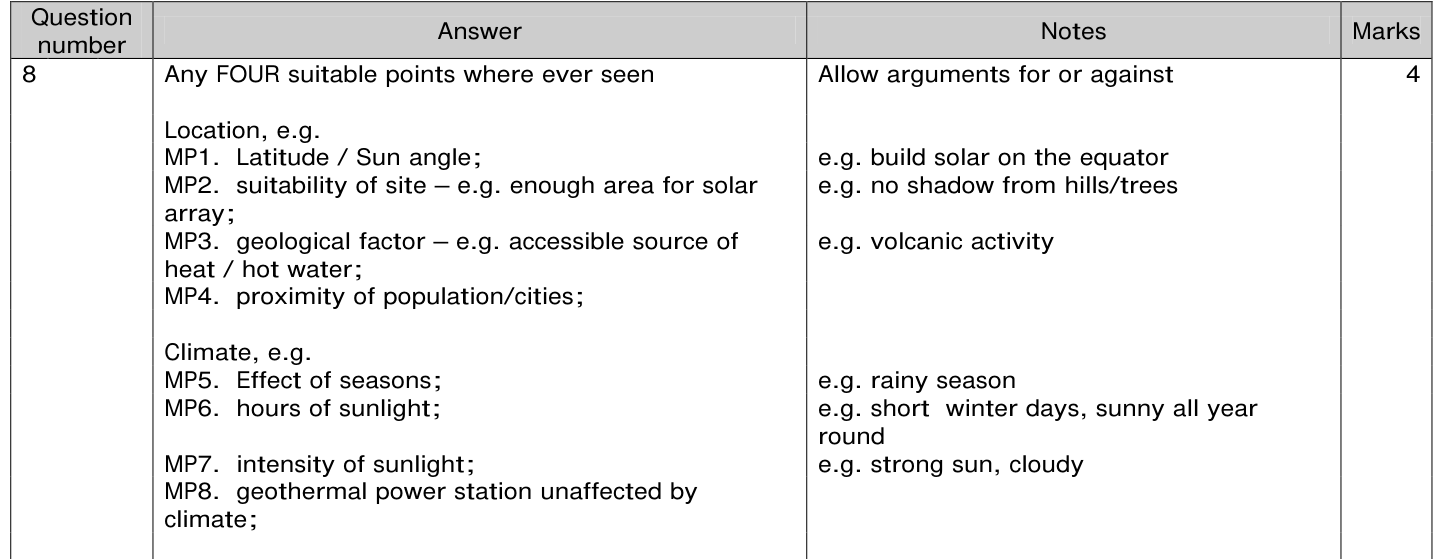 Question number
Answer
Notes
Marks
8
Any FOUR suitable points where ever seen
Allow arguments for or against
4
Location, e.g.
MP1. Latitude / Sun angle;
e.g. build solar on the equator
MP2. suitability of site – e.g. enough area for solar
e.g. no shadow from hills/trees
array;
MP3. geological factor – e.g. accessible source of
e.g. volcanic activity
heat / hot water;
MP4. proximity of population/cities;
Climate, e.g.
MP5. Effect of seasons;
e.g. rainy season
MP6. hours of sunlight;
e.g. short winter days, sunny all year
round
MP7. intensity of sunlight;
e.g. strong sun, cloudy
MP8. geothermal power station unaffected by
climate;